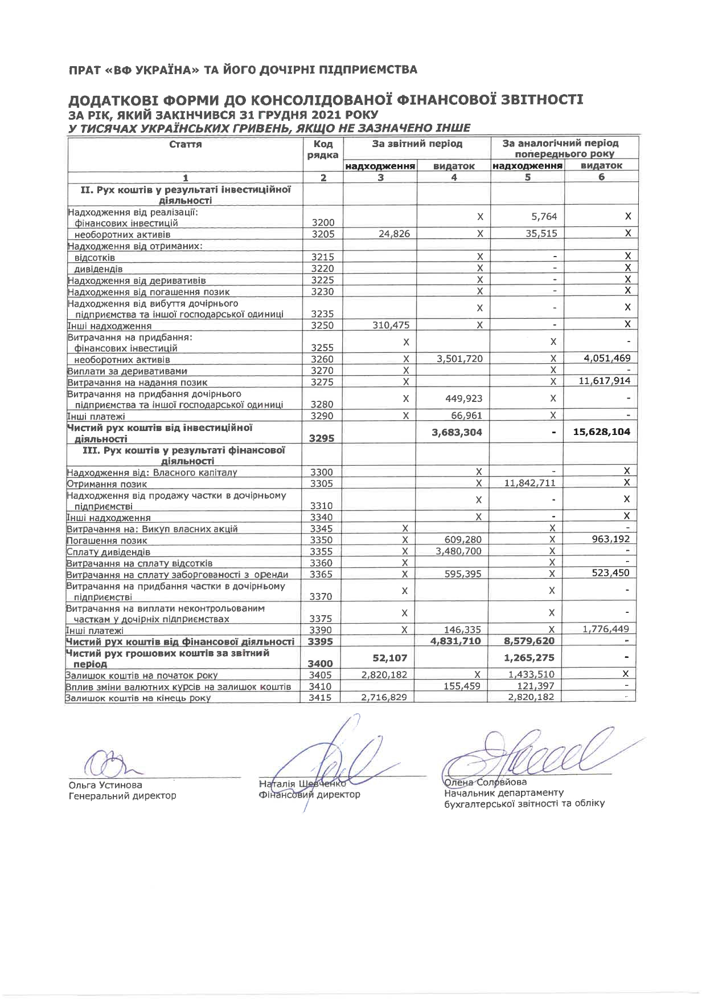 ПРАТ «ВФ УКРАЇНА» ТА ЙОГО ДОЧІРНІ ПІДПРИЄМСТВА
ДОДАТКОВІ ФОРМИ ДО КОНСОЛІДОВАНОЇ ФІНАНСОВОЇ ЗВІТНОСТІ
ЗА РІК, ЯКИЙ ЗАКІНЧИВСЯ 31 ГРУДНЯ 2021 РОКУ
У ТИСЯЧАХ УКРАЇНСЬКИХ ГРИВЕНЬ, ЯКЩО НЕ ЗАЗНАЧЕНО ІНШЕ
Стаття Код За звітний період За аналогічний період
рядка попереднього року
надходження видаток надходження видаток
1 2 3 4 5 6
II. Рух коштів у результаті інвестиційної
діяльності
Надходження від реалізації:
фінансових інвестицій 3200 X 5,764 X
необоротних активів 3205 24,826 X 35,515 X
Надходження від отриманих:
відсотків 3215 X - X
дивідендів 3220 X - X
Надходження від деривативів 3225 X - X
Надходження від погашення позик 3230 X - X
Надходження від вибуття дочірнього
підприємства та іншої господарської одиниці 3235 X - X
Інші надходження 3250 310,475 X - X
Витрачання на придбання:
фінансових інвестицій 3255 X X -
необоротних активів 3260 X 3,501,720 X 4,051,469
Виплати за деривативами 3270 X X -
Витрачання на надання позик 3275 X X 11,617,914
Витрачання на придбання дочірнього
підприємства та іншої господарської одиниці 3280 X 449,923 X -
Інші платежі 3290 X 66,961 X -
Чистий рух коштів від інвестиційної
діяльності 3295 3,683,304 - 15,628,104
III. Рух коштів у результаті фінансової
діяльності
Надходження від: Власного капіталу 3300 X - X
Отримання позик 3305 X 11,842,711 X
Надходження від продажу частки в дочірньому
підприємстві 3310 X - X
Інші надходження 3340 X - X
Витрачання на: Викуп власних акцій 3345 X X -
Погашення позик 3350 X 609,280 X 963,192
Сплату дивідендів 3355 X 3,480,700 X -
Витрачання на сплату відсотків 3360 X X -
Витрачання на сплату заборгованості з оренди 3365 X 595,395 X 523,450
Витрачання на придбання частки в дочірньому
підприємстві 3370 X X -
Витрачання на виплати неконтрольованим
часткам у дочірніх підприємствах 3375 X X -
Інші платежі 3390 X 146,335 X 1,776,449
Чистий рух коштів від фінансової діяльності 3395 4,831,710 8,579,620 -
Чистий рух грошових коштів за звітний
період 3400 52,107 1,265,275 -
Залишок коштів на початок року 3405 2,820,182 X 1,433,510 X
Вплив зміни валютних курсів на залишок коштів 3410 155,459 121,397 -
Залишок коштів на кінець року 3415 2,716,829 2,820,182 -
Ольга Устинова
Генеральний директор
Наталія Шевченко
Фінансовий директор
Олена Соловйова
Начальник департаменту
бухгалтерської звітності та обліку